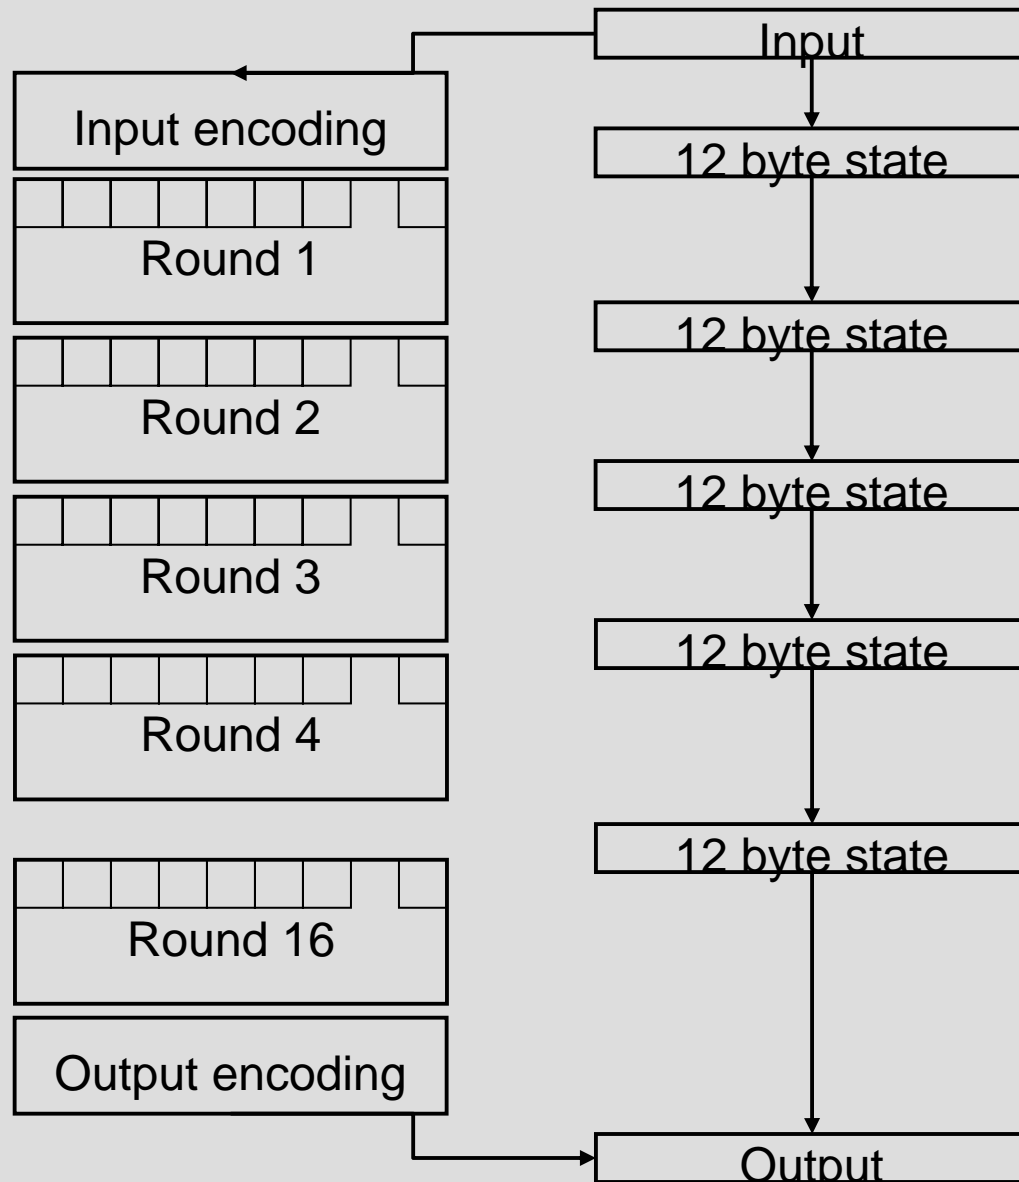 Input
Input encoding
12 byte state
Round 1
12 byte state
Round 2
12 byte state
Round 3
12 byte state
Round 4
12 byte state
Round 16
Output encoding
Output